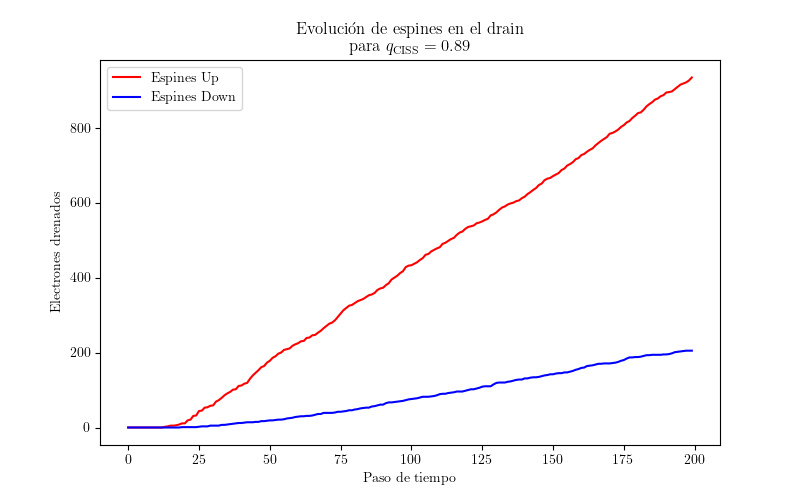 Evolución de espines en el drain
para q_CISS = 0.89
Espines Up
Espines Down
Electrones drenados
800
600
400
200
0
0 25 50 75 100 125 150 175 200
Paso de tiempo